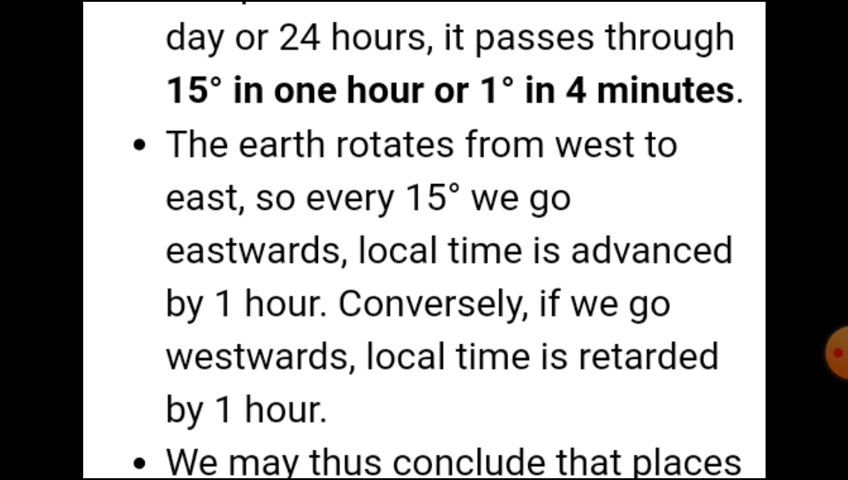 day or 24 hours, it passes through
15° in one hour or 1° in 4 minutes.
• The earth rotates from west to
east, so every 15° we go
eastwards, local time is advanced
by 1 hour. Conversely, if we go
westwards, local time is retarded
by 1 hour.
• We may thus conclude that places